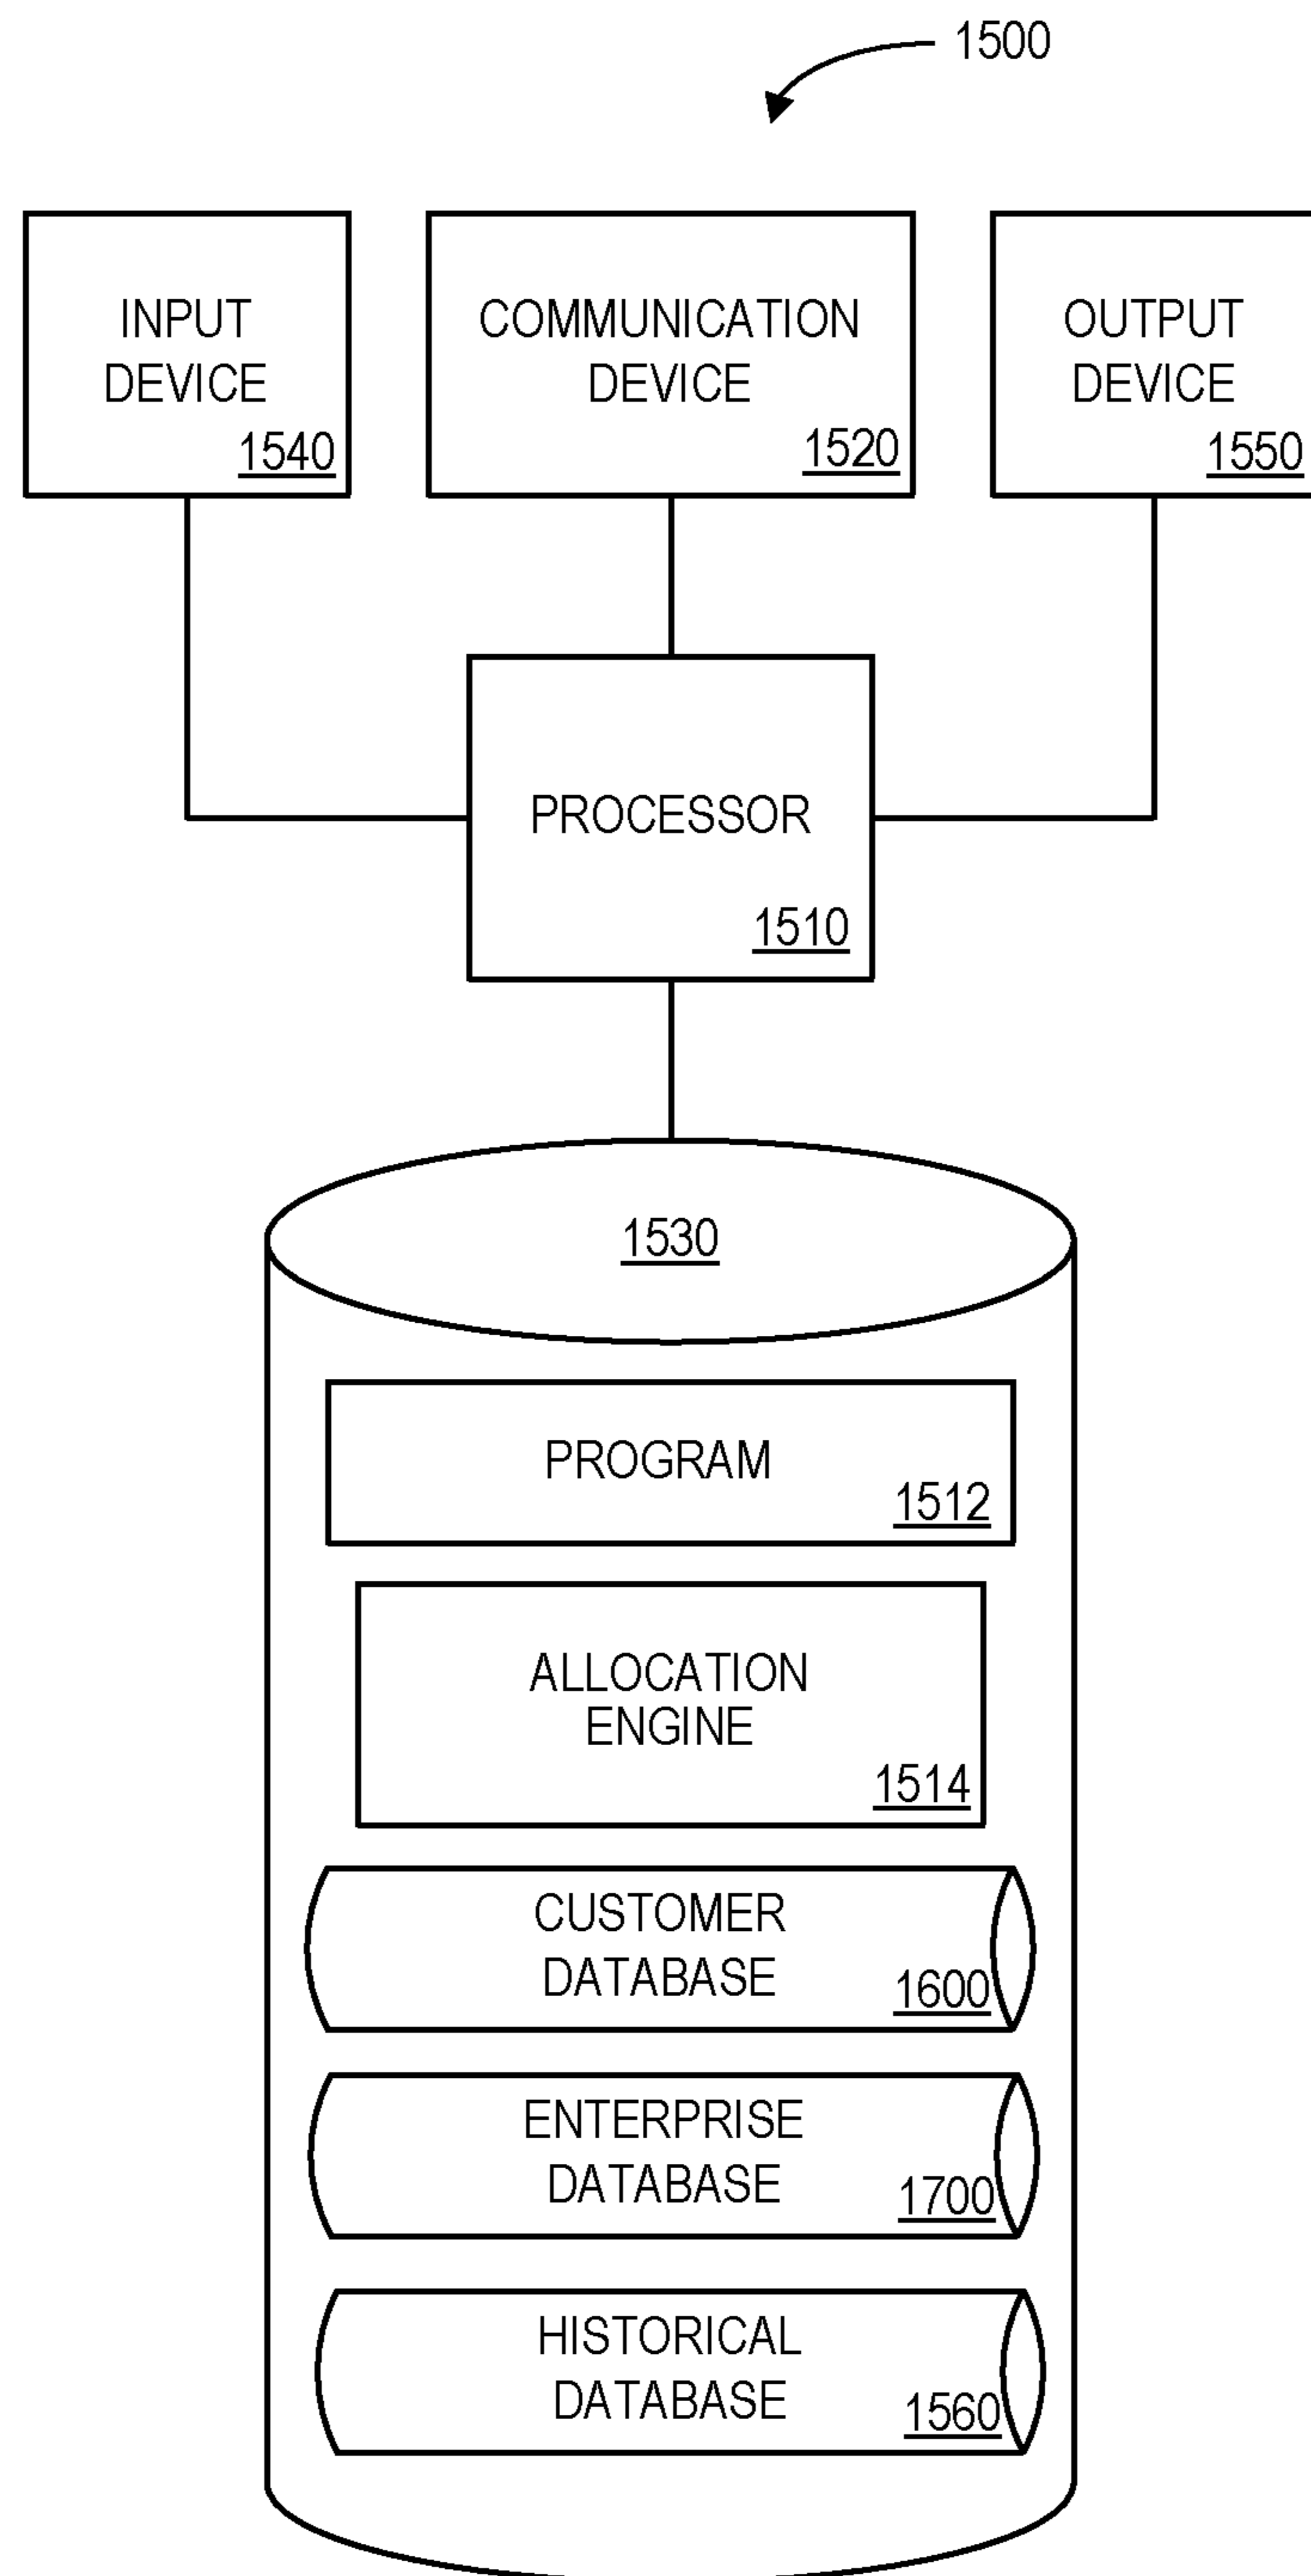 1500
INPUT
DEVICE
1540
COMMUNICATION
DEVICE
1520
OUTPUT
DEVICE
1550
PROCESSOR
1510
1530
PROGRAM
1512
ALLOCATION
ENGINE
1514
CUSTOMER
DATABASE
1600
ENTERPRISE
DATABASE
1700
HISTORICAL
DATABASE
1560